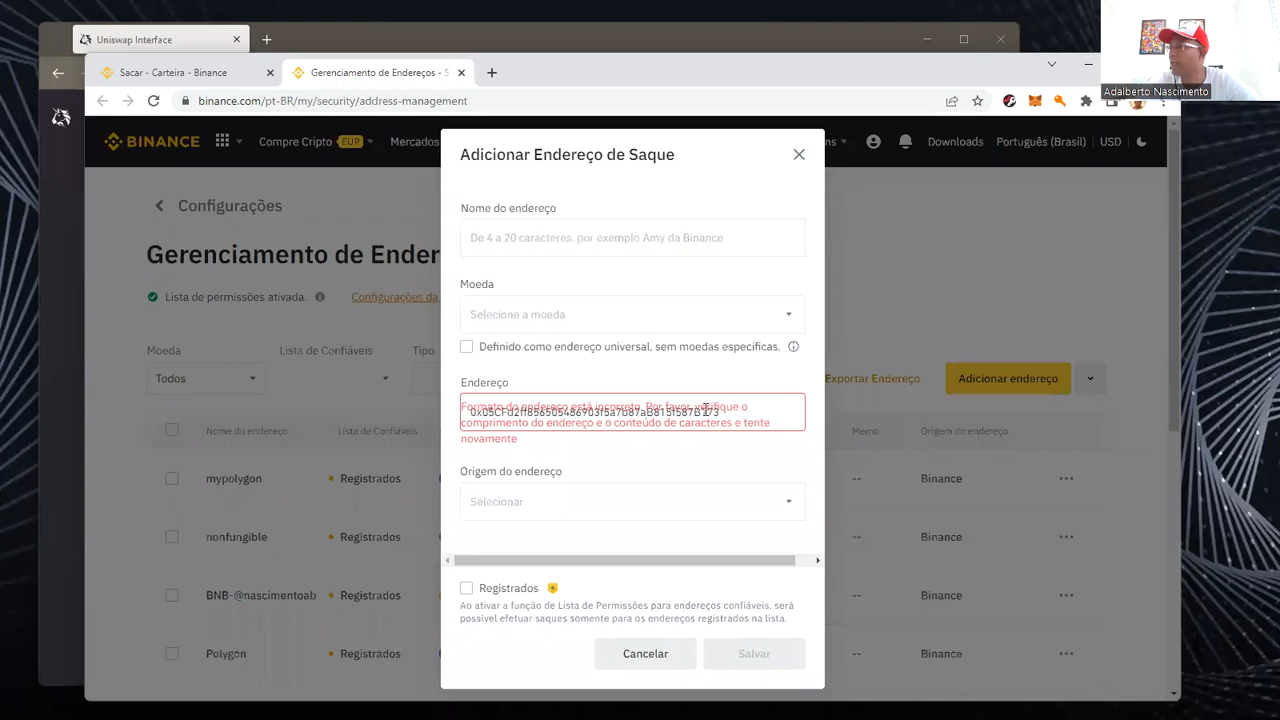 Uniswap Interface
Sacar - Carteira - Binance
Gerenciamento de Endereços - S
binance.com/pt-BR/my/security/address-management
Adalberto Nascimento
BINANCE
Compre Cripto EUR
Mercados
ns
Downloads
Português (Brasil)
USD
Adicionar Endereço de Saque
Configurações
Gerenciamento de Ender
Lista de permissões ativada.
Configurações da
Nome do endereço
De 4 a 20 caracteres, por exemplo Amy da Binance
Moeda
Selecione a moeda
Definido como endereço universal, sem moedas específicas.
Moeda
Lista de Confiáveis
Tipo
Todos
Exportar Endereço
Adicionar endereço
Endereço
Formato do endereço está incorreto. Por favor, verifique o
comprimento do endereço e o conteúdo de caracteres e tente
novamente
Origem do endereço
Selecionar
Nome do endereço
Lista de Confiáveis
Memo
Origem do endereço
mypolygon
Registrados
--
Binance
nonfungible
Registrados
--
Binance
BNB-@nascimentoab
Registrados
--
Binance
Polygon
Registrados
--
Binance
Registrados
Ao ativar a função de Lista de Permissões para endereços confiáveis, será
possível efetuar saques somente para os endereços registrados na lista.
Cancelar
Salvar